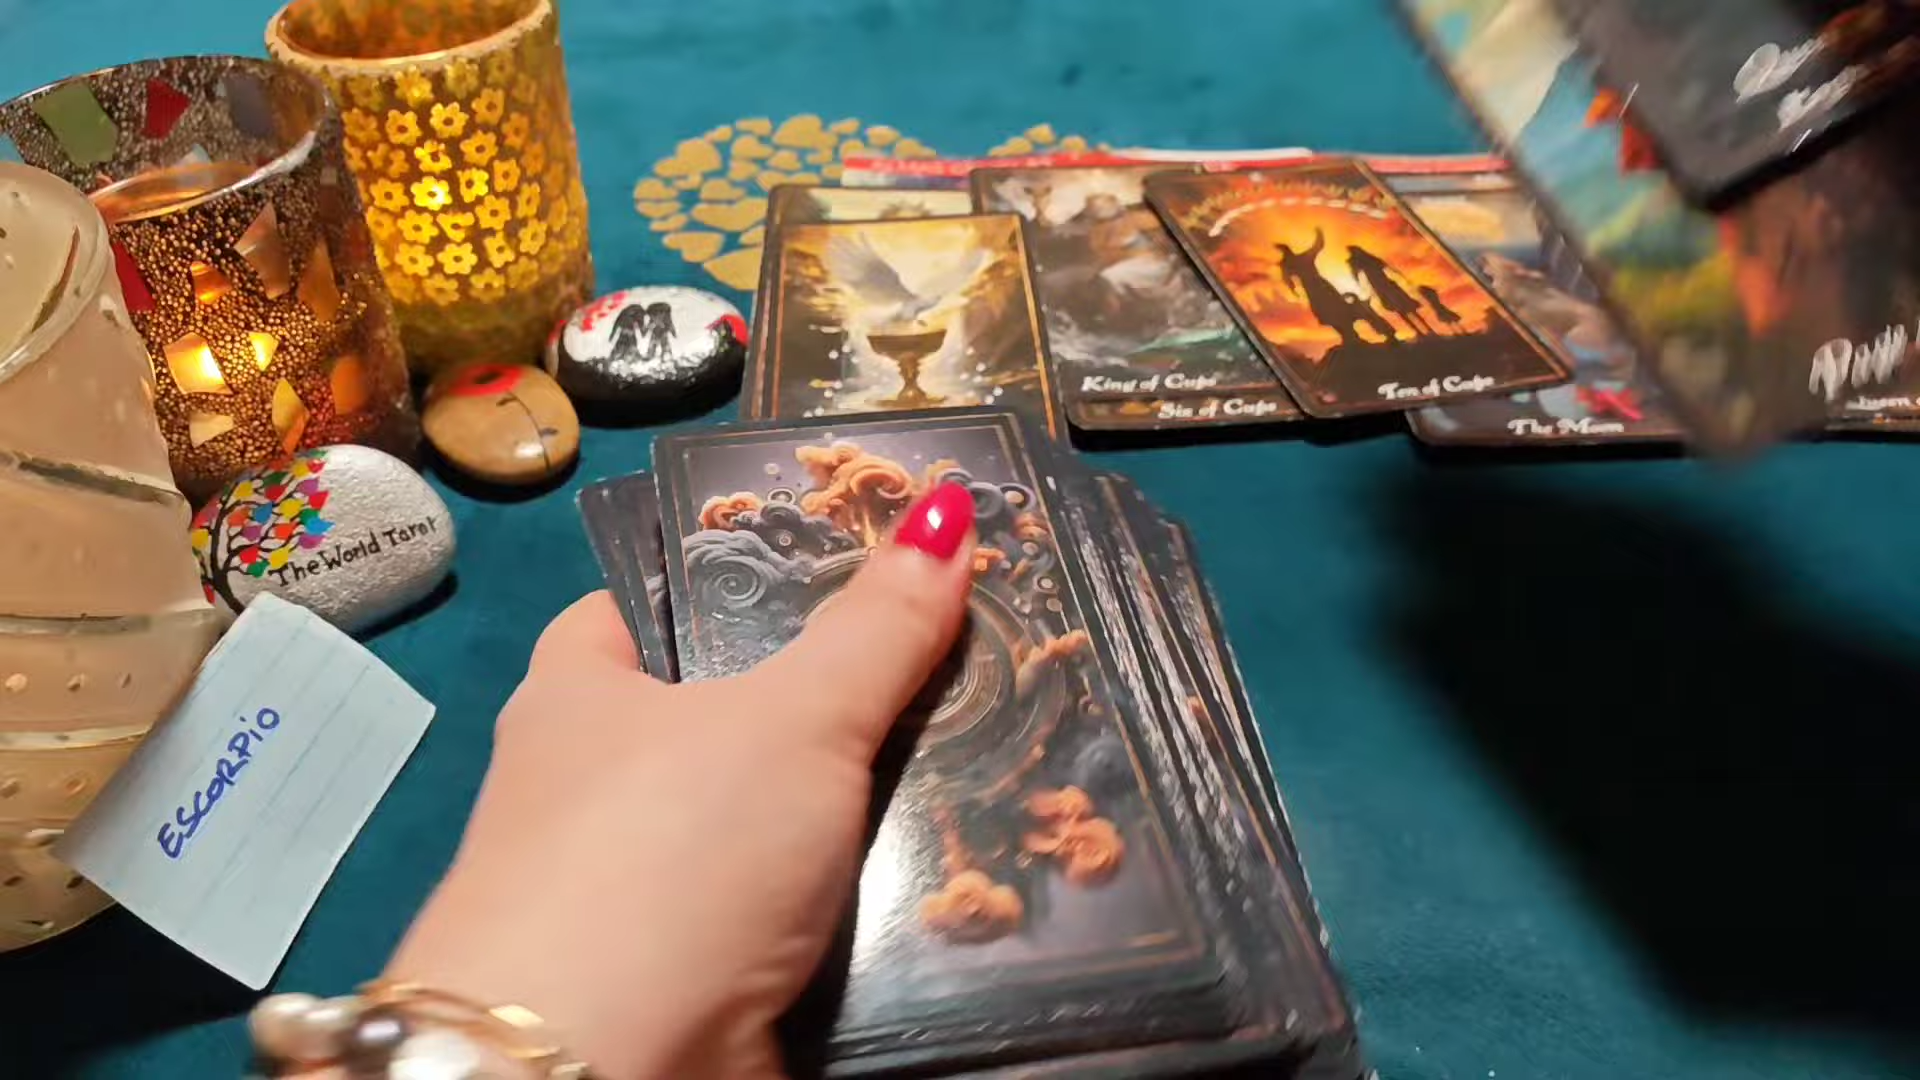 The World Tarot
ESCORPiO
King of Cups
Six of Cups
Ten of Cups
The Moon